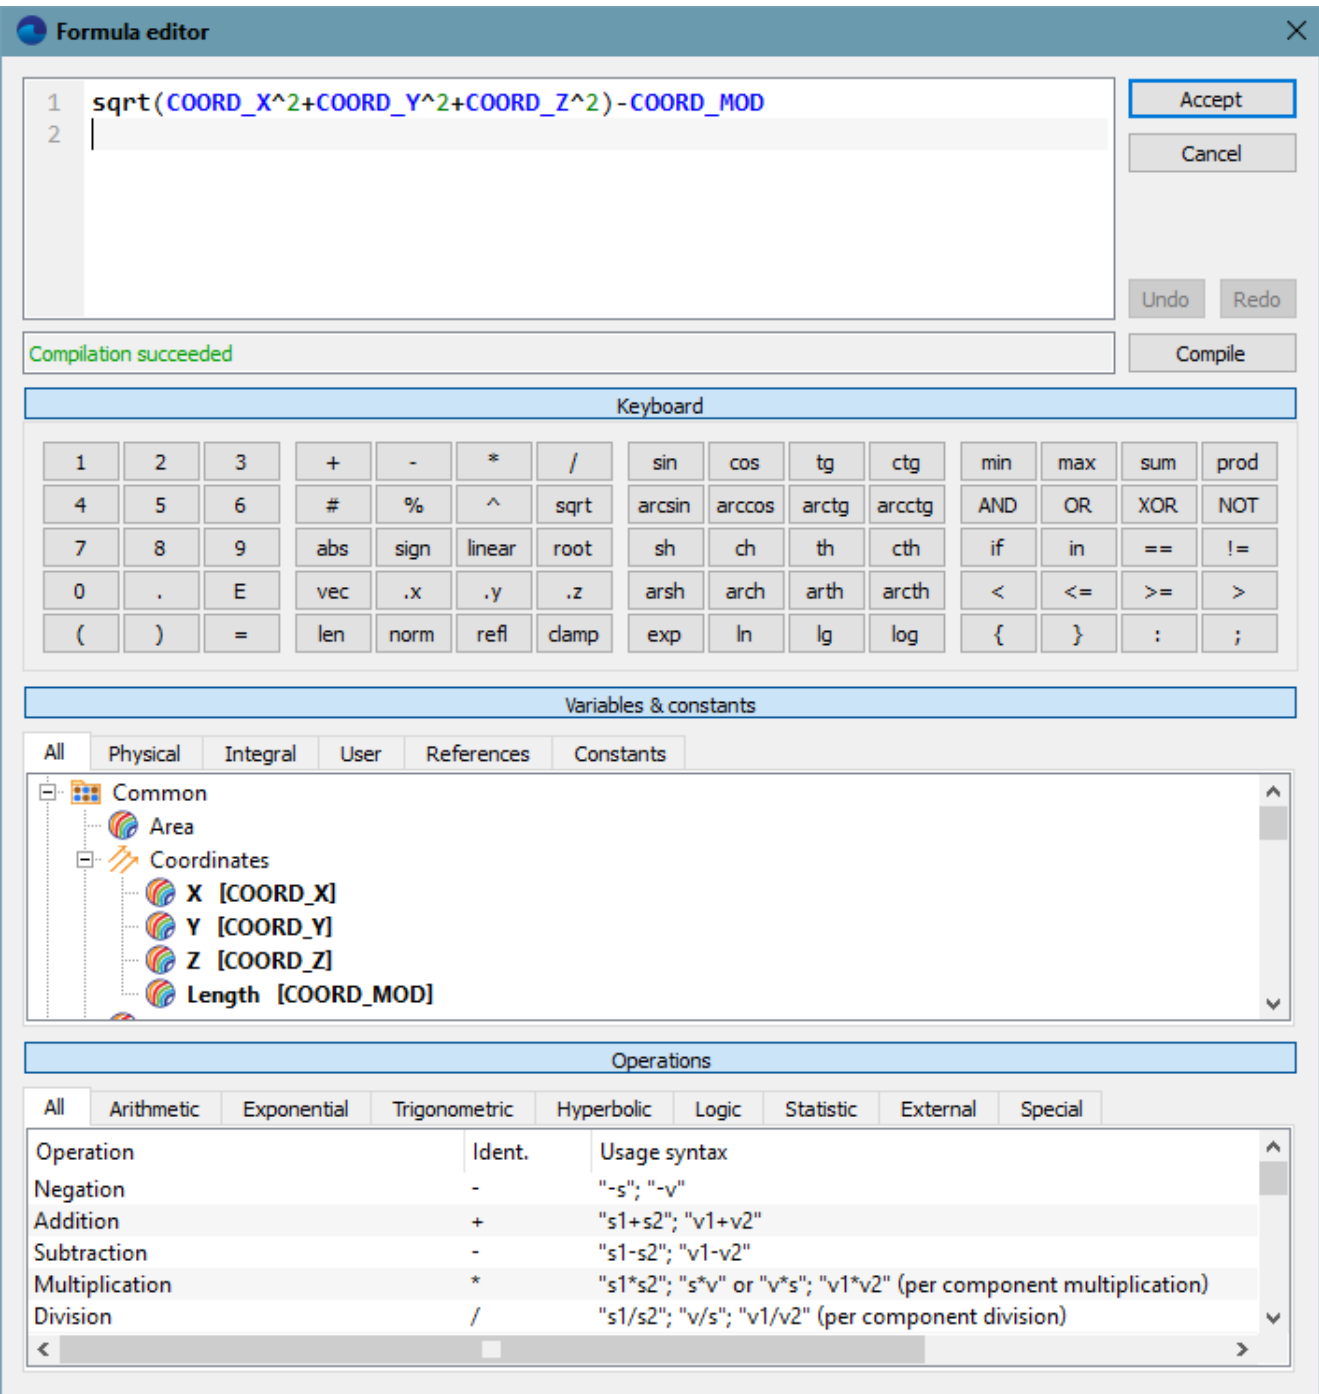 Formula editor
1 sqrt(COORD_X^2+COORD_Y^2+COORD_Z^2)-COORD_MOD
2
Accept
Cancel
Undo Redo
Compilation succeeded
Compile
Keyboard
1 2 3 + - * / sin cos tg ctg min max sum prod
4 5 6 # % ^ sqrt arcsin arccos arctg arcctg AND OR XOR NOT
7 8 9 abs sign linear root sh ch th cth if in == !=
0 . E vec .x .y .z arsh arch arth arcth < <= >= >
( ) = len norm refl clamp exp ln lg log { } : ;
Variables & constants
All Physical Integral User References Constants
Common
Area
Coordinates
X [COORD_X]
Y [COORD_Y]
Z [COORD_Z]
Length [COORD_MOD]
Operations
All Arithmetic Exponential Trigonometric Hyperbolic Logic Statistic External Special
Operation Ident. Usage syntax
Negation - "-s"; "-v"
Addition + "s1+s2"; "v1+v2"
Subtraction - "s1-s2"; "v1-v2"
Multiplication * "s1*s2"; "s*v" or "v*s"; "v1*v2" (per component multiplication)
Division / "s1/s2"; "v/s"; "v1/v2" (per component division)